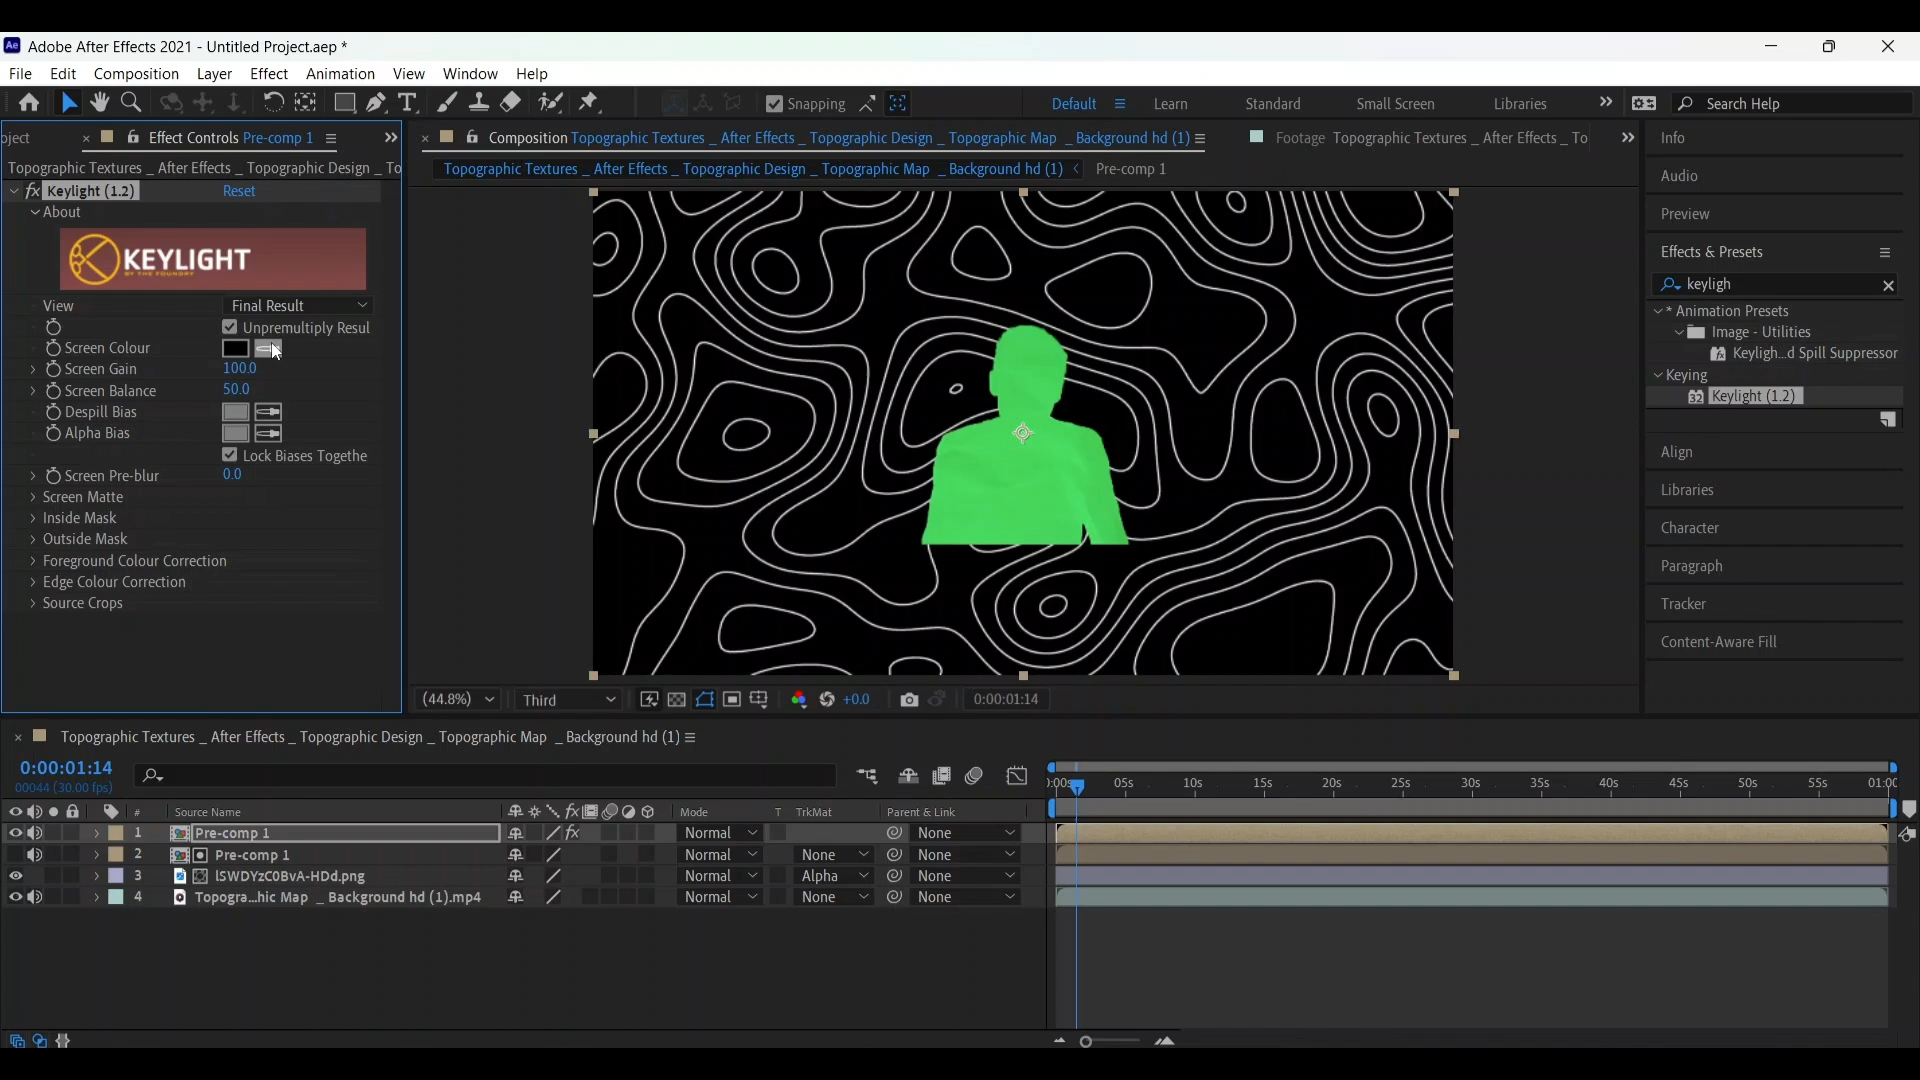 Adobe After Effects 2021 - Untitled Project.aep *
File Edit Composition Layer Effect Animation View Window Help
Snapping Default Learn Standard Small Screen Libraries Search Help
oject Effect Controls Pre-comp 1
Composition Topographic Textures _ After Effects _ Topographic Design _ Topographic Map _ Background hd (1)
Footage Topographic Textures _ After Effects _ To
Topographic Textures _ After Effects _ Topographic Design _ To
Topographic Textures _ After Effects _ Topographic Design _ Topographic Map _ Background hd (1) Pre-comp 1
fx Keylight (1.2) Reset
About
KEYLIGHT
BY THE FOUNDRY
View Final Result
Unpremultiply Resul
Screen Colour
Screen Gain 100.0
Screen Balance 50.0
Despill Bias
Alpha Bias
Lock Biases Togethe
Screen Pre-blur 0.0
Screen Matte
Inside Mask
Outside Mask
Foreground Colour Correction
Edge Colour Correction
Source Crops
(44.8%) Third +0.0 0:00:01:14
Info
Audio
Preview
Effects & Presets
keyligh
* Animation Presets
Image - Utilities
Keyligh...d Spill Suppressor
Keying
32 Keylight (1.2)
Align
Libraries
Character
Paragraph
Tracker
Content-Aware Fill
Topographic Textures _ After Effects _ Topographic Design _ Topographic Map _ Background hd (1)
0:00:01:14
00044 (30.00 fps)
):00s 05s 10s 15s 20s 25s 30s 35s 40s 45s 50s 55s 01:00
# Source Name fx Mode T TrkMat Parent & Link
1 Pre-comp 1 fx Normal None
2 Pre-comp 1 Normal None None
3 lSWDYzC0BvA-HDd.png Normal Alpha None
4 Topogra...hic Map _ Background hd (1).mp4 Normal None None